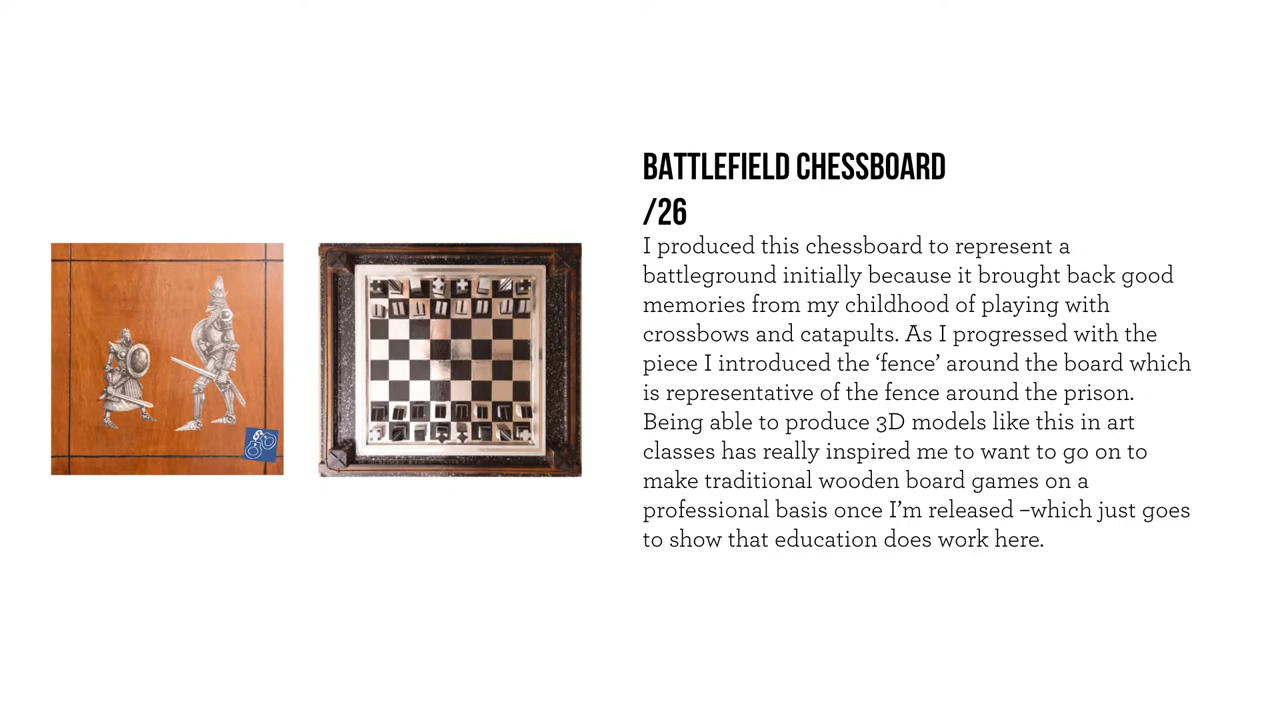 BATTLEFIELD CHESSBOARD
/26
I produced this chessboard to represent a
battleground initially because it brought back good
memories from my childhood of playing with
crossbows and catapults. As I progressed with the
piece I introduced the ‘fence’ around the board which
is representative of the fence around the prison.
Being able to produce 3D models like this in art
classes has really inspired me to want to go on to
make traditional wooden board games on a
professional basis once I’m released –which just goes
to show that education does work here.